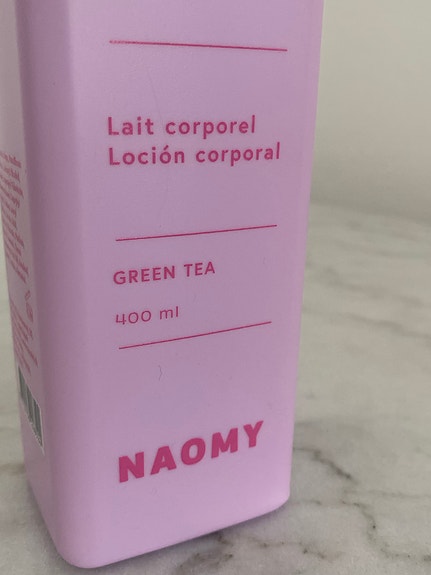 Lait corporel
Loción corporal
GREEN TEA
400 ml
NAOMY